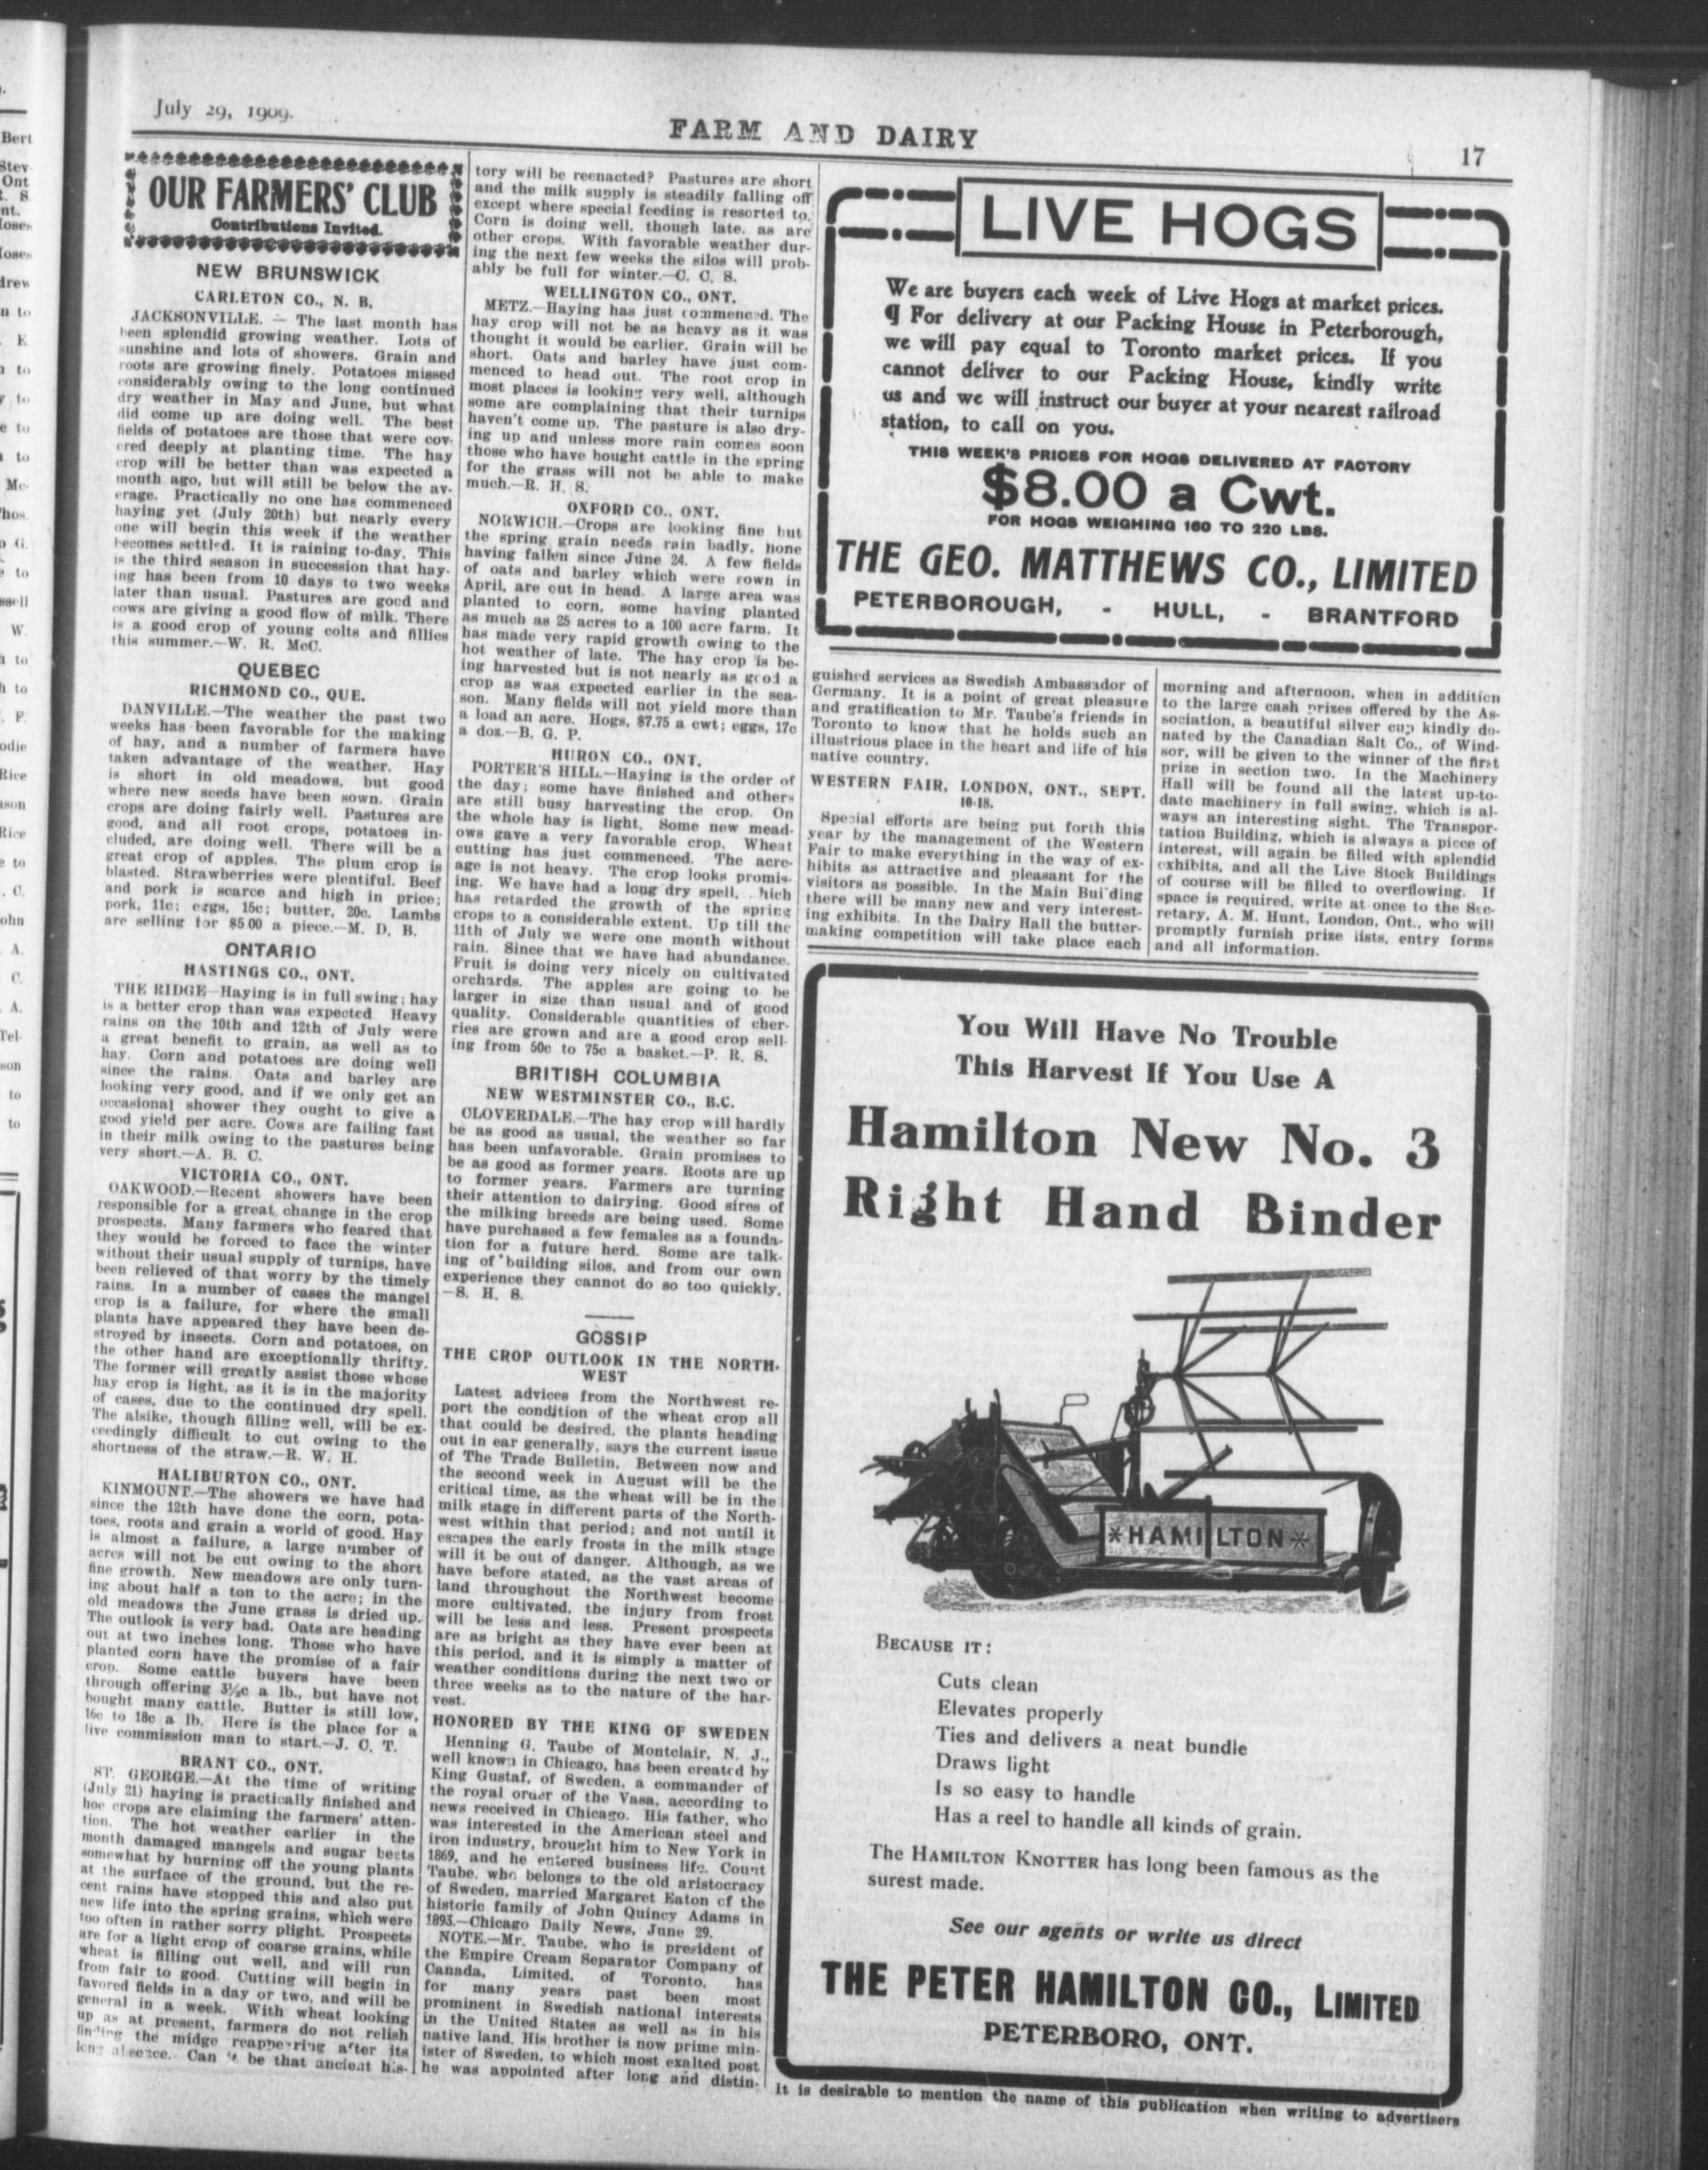 July 29, 1909.
FARM AND DAIRY
17
OUR FARMERS' CLUB
Contributions Invited.
NEW BRUNSWICK
CARLETON CO., N. B.
JACKSONVILLE. — The last month has
been splendid growing weather. Lots of
sunshine and lots of showers. Grain and
roots are growing finely. Potatoes missed
considerably owing to the long continued
dry weather in May and June, but what
did come up are doing well. The best
fields of potatoes are those that were cov-
ered deeply at planting time. The hay
crop will be better than was expected a
month ago, but will still be below the av-
erage. Practically no one has commenced
haying yet (July 20th) but nearly every
one will begin this week if the weather
becomes settled. It is raining to-day. This
is the third season in succession that hay-
ing has been from 10 days to two weeks
later than usual. Pastures are good and
cows are giving a good flow of milk. There
is a good crop of young colts and fillies
this summer.—W. R. McC.
QUEBEC
RICHMOND CO., QUE.
DANVILLE.—The weather the past two
weeks has been favorable for the making
of hay, and a number of farmers have
taken advantage of the weather. Hay
is short in old meadows, but good
where new seeds have been sown. Grain
crops are doing fairly well. Pastures are
good, and all root crops, potatoes in-
cluded, are doing well. There will be a
great crop of apples. The plum crop is
blasted. Strawberries were plentiful. Beef
and pork is scarce and high in price;
pork, 11c; eggs, 15c; butter, 20c. Lambs
are selling for $5.00 a piece.—M. D. B.
ONTARIO
HASTINGS CO., ONT.
THE RIDGE—Haying is in full swing; hay
is a better crop than was expected. Heavy
rains on the 10th and 12th of July were
a great benefit to grain, as well as to
hay. Corn and potatoes are doing well
since the rains. Oats and barley are
looking very good, and if we only get an
occasional shower they ought to give a
good yield per acre. Cows are failing fast
in their milk owing to the pastures being
very short.—A. B. C.
VICTORIA CO., ONT.
OAKWOOD.—Recent showers have been
responsible for a great change in the crop
prospects. Many farmers who feared that
they would be forced to face the winter
without their usual supply of turnips, have
been relieved of that worry by the timely
rains. In a number of cases the mangel
crop is a failure, for where the small
plants have appeared they have been de-
stroyed by insects. Corn and potatoes, on
the other hand are exceptionally thrifty.
The former will greatly assist those whose
hay crop is light, as it is in the majority
of cases, due to the continued dry spell.
The alsike, though filling well, will be ex-
ceedingly difficult to cut owing to the
shortness of the straw.—R. W. H.
HALIBURTON CO., ONT.
KINMOUNT.—The showers we have had
since the 12th have done the corn, pota-
toes, roots and grain a world of good. Hay
is almost a failure, a large number of
acres will not be cut owing to the short
fine growth. New meadows are only turn-
ing about half a ton to the acre; in the
old meadows the June grass is dried up.
The outlook is very bad. Oats are heading
out at two inches long. Those who have
planted corn have the promise of a fair
crop. Some cattle buyers have been
through offering 3½c a lb., but have not
bought many cattle. Butter is still low,
16c to 18c a lb. Here is the place for a
live commission man to start.—J. C. T.
BRANT CO., ONT.
ST. GEORGE.—At the time of writing
(July 21) haying is practically finished and
hoe crops are claiming the farmers' atten-
tion. The hot weather earlier in the
month damaged mangels and sugar beets
somewhat by burning off the young plants
at the surface of the ground, but the re-
cent rains have stopped this and also put
new life into the spring grains, which were
too often in rather sorry plight. Prospects
are for a light crop of coarse grains, while
wheat is filling out well, and will run
from fair to good. Cutting will begin in
favored fields in a day or two, and will be
general in a week. With wheat looking
up as at present, farmers do not relish
finding the midge reappearing after its
long absence. Can it be that ancient his-
tory will be reenacted? Pastures are short
and the milk supply is steadily falling off
except where special feeding is resorted to.
Corn is doing well, though late, as are
other crops. With favorable weather dur-
ing the next few weeks the silos will prob-
ably be full for winter.—C. C. S.
WELLINGTON CO., ONT.
METZ.—Haying has just commenced. The
hay crop will not be as heavy as it was
thought it would be earlier. Grain will be
short. Oats and barley have just com-
menced to head out. The root crop in
most places is looking very well, although
some are complaining that their turnips
haven't come up. The pasture is also dry-
ing up and unless more rain comes soon
those who have bought cattle in the spring
for the grass will not be able to make
much.—R. H. S.
OXFORD CO., ONT.
NORWICH.—Crops are looking fine but
the spring grain needs rain badly, none
having fallen since June 24. A few fields
of oats and barley which were sown in
April, are out in head. A large area was
planted to corn, some having planted
as much as 25 acres to a 100 acre farm. It
has made very rapid growth owing to the
hot weather of late. The hay crop is be-
ing harvested but is not nearly as good a
crop as was expected earlier in the sea-
son. Many fields will not yield more than
a load an acre. Hogs, $7.75 a cwt; eggs, 17c
a doz.—B. G. P.
HURON CO., ONT.
PORTER'S HILL.—Haying is the order of
the day; some have finished and others
are still busy harvesting the crop. On
the whole hay is light. Some new mead-
ows gave a very favorable crop. Wheat
cutting has just commenced. The acre-
age is not heavy. The crop looks promis-
ing. We have had a long dry spell, .hich
has retarded the growth of the spring
crops to a considerable extent. Up till the
11th of July we were one month without
rain. Since that we have had abundance.
Fruit is doing very nicely on cultivated
orchards. The apples are going to be
larger in size than usual and of good
quality. Considerable quantities of cher-
ries are grown and are a good crop sell-
ing from 50c to 75c a basket.—P. R. S.
BRITISH COLUMBIA
NEW WESTMINSTER CO., B.C.
CLOVERDALE.—The hay crop will hardly
be as good as usual, the weather so far
has been unfavorable. Grain promises to
be as good as former years. Roots are up
to former years. Farmers are turning
their attention to dairying. Good sires of
the milking breeds are being used. Some
have purchased a few females as a founda-
tion for a future herd. Some are talk-
ing of building silos, and from our own
experience they cannot do so too quickly.
—S. H. S.
GOSSIP
THE CROP OUTLOOK IN THE NORTH-
WEST
Latest advices from the Northwest re-
port the condition of the wheat crop all
that could be desired, the plants heading
out in ear generally, says the current issue
of The Trade Bulletin. Between now and
the second week in August will be the
critical time, as the wheat will be in the
milk stage in different parts of the North-
west within that period; and not until it
escapes the early frosts in the milk stage
will it be out of danger. Although, as we
have before stated, as the vast areas of
land throughout the Northwest become
more cultivated, the injury from frost
will be less and less. Present prospects
are as bright as they have ever been at
this period, and it is simply a matter of
weather conditions during the next two or
three weeks as to the nature of the har-
vest.
HONORED BY THE KING OF SWEDEN
Henning G. Taube of Montclair, N. J.,
well known in Chicago, has been created by
King Gustaf, of Sweden, a commander of
the royal order of the Vasa, according to
news received in Chicago. His father, who
was interested in the American steel and
iron industry, brought him to New York in
1869, and he entered business life. Count
Taube, who belongs to the old aristocracy
of Sweden, married Margaret Eaton of the
historic family of John Quincy Adams in
1893.—Chicago Daily News, June 29.
NOTE.—Mr. Taube, who is president of
the Empire Cream Separator Company of
Canada, Limited, of Toronto, has
for many years past been most
prominent in Swedish national interests
in the United States as well as in his
native land. His brother is now prime min-
ister of Sweden, to which most exalted post
he was appointed after long and distin-
LIVE HOGS
We are buyers each week of Live Hogs at market prices.
¶ For delivery at our Packing House in Peterborough,
we will pay equal to Toronto market prices. If you
cannot deliver to our Packing House, kindly write
us and we will instruct our buyer at your nearest railroad
station, to call on you.
THIS WEEK'S PRICES FOR HOGS DELIVERED AT FACTORY
$8.00 a Cwt.
FOR HOGS WEIGHING 160 TO 220 LBS.
THE GEO. MATTHEWS CO., LIMITED
PETERBOROUGH, - HULL, - BRANTFORD
guished services as Swedish Ambassador of
Germany. It is a point of great pleasure
and gratification to Mr. Taube's friends in
Toronto to know that he holds such an
illustrious place in the heart and life of his
native country.
WESTERN FAIR, LONDON, ONT., SEPT.
10-18.
Special efforts are being put forth this
year by the management of the Western
Fair to make everything in the way of ex-
hibits as attractive and pleasant for the
visitors as possible. In the Main Bui'ding
there will be many new and very interest-
ing exhibits. In the Dairy Hall the butter-
making competition will take place each
morning and afternoon, when in addition
to the large cash prizes offered by the As-
sociation, a beautiful silver cup kindly do-
nated by the Canadian Salt Co., of Wind-
sor, will be given to the winner of the first
prize in section two. In the Machinery
Hall will be found all the latest up-to-
date machinery in full swing, which is al-
ways an interesting sight. The Transpor-
tation Building, which is always a piece of
interest, will again be filled with splendid
exhibits, and all the Live Stock Buildings
of course will be filled to overflowing. If
space is required, write at once to the Sec-
retary, A. M. Hunt, London, Ont., who will
promptly furnish prize lists, entry forms
and all information.
You Will Have No Trouble
This Harvest If You Use A
Hamilton New No. 3
Right Hand Binder
*HAMILTON*
BECAUSE IT:
Cuts clean
Elevates properly
Ties and delivers a neat bundle
Draws light
Is so easy to handle
Has a reel to handle all kinds of grain.
The HAMILTON KNOTTER has long been famous as the
surest made.
See our agents or write us direct
THE PETER HAMILTON CO., LIMITED
PETERBORO, ONT.
It is desirable to mention the name of this publication when writing to advertisers